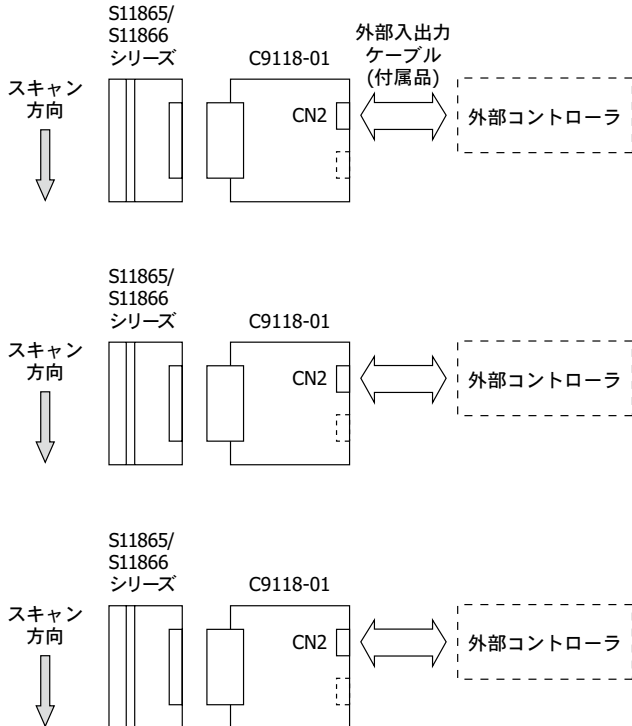 S11865/
S11866
シリーズ
C9118-01
外部入出力
ケーブル
(付属品)
スキャン
方向
CN2
外部コントローラ
S11865/
S11866
シリーズ
C9118-01
スキャン
方向
CN2
外部コントローラ
S11865/
S11866
シリーズ
C9118-01
スキャン
方向
CN2
外部コントローラ